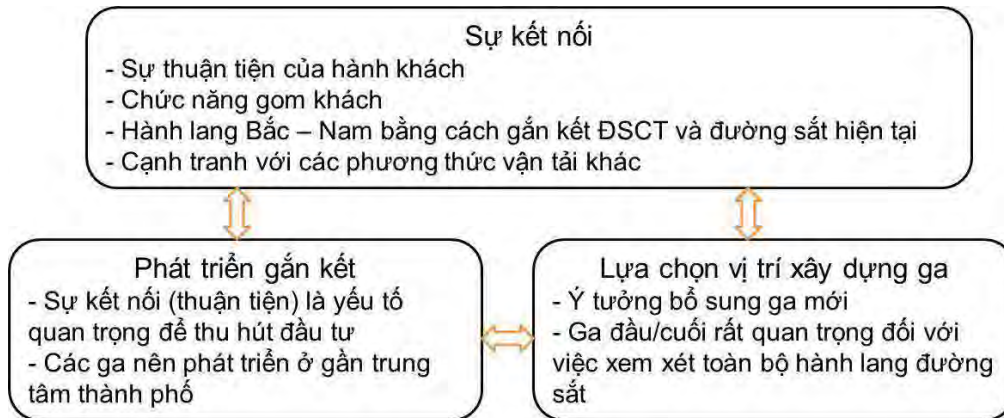 Sự kết nối
- Sự thuận tiện của hành khách
- Chức năng gom khách
- Hành lang Bắc – Nam bằng cách gắn kết ĐSCT và đường sắt hiện tại
- Cạnh tranh với các phương thức vận tải khác
Phát triển gắn kết
- Sự kết nối (thuận tiện) là yếu tố
quan trọng để thu hút đầu tư
- Các ga nên phát triển ở gần trung
tâm thành phố
Lựa chọn vị trí xây dựng ga
- Ý tưởng bổ sung ga mới
- Ga đầu/cuối rất quan trọng đối với
việc xem xét toàn bộ hành lang đường
sắt